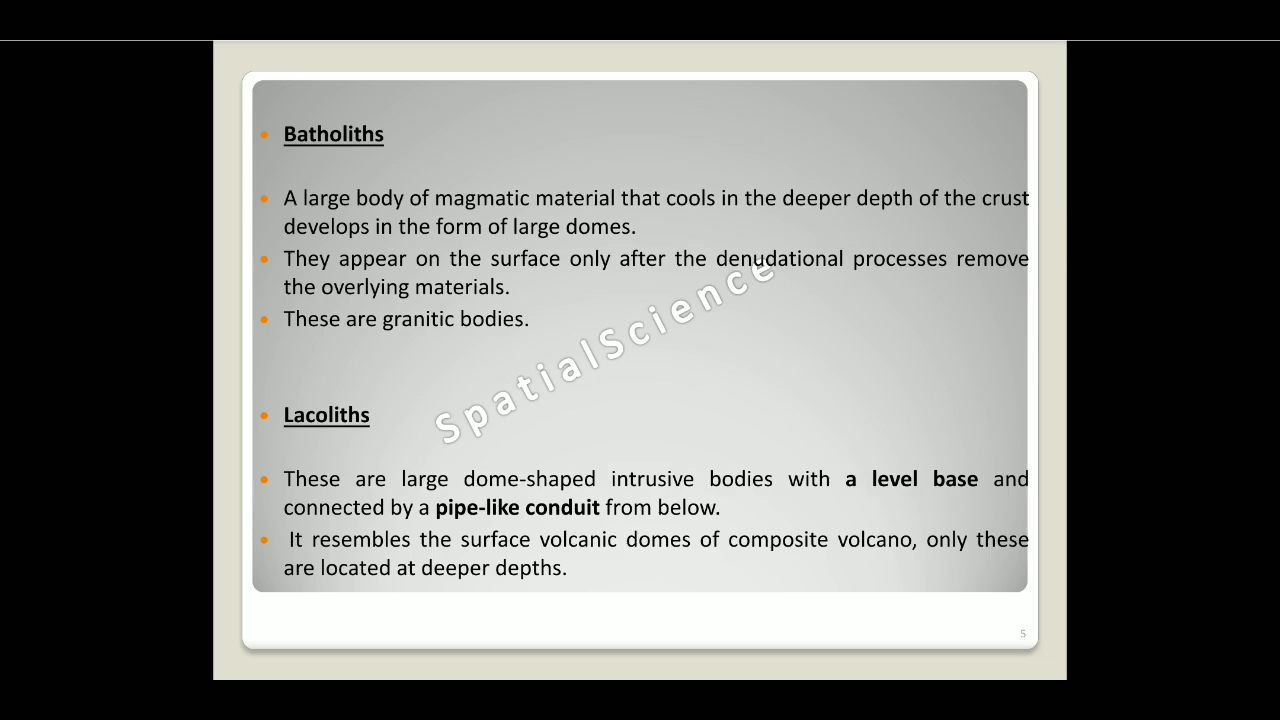 Batholiths
A large body of magmatic material that cools in the deeper depth of the crust
develops in the form of large domes.
They appear on the surface only after the denudational processes remove
the overlying materials.
These are granitic bodies.
SpatialScience
Lacoliths
These are large dome-shaped intrusive bodies with a level base and
connected by a pipe-like conduit from below.
It resembles the surface volcanic domes of composite volcano, only these
are located at deeper depths.
5